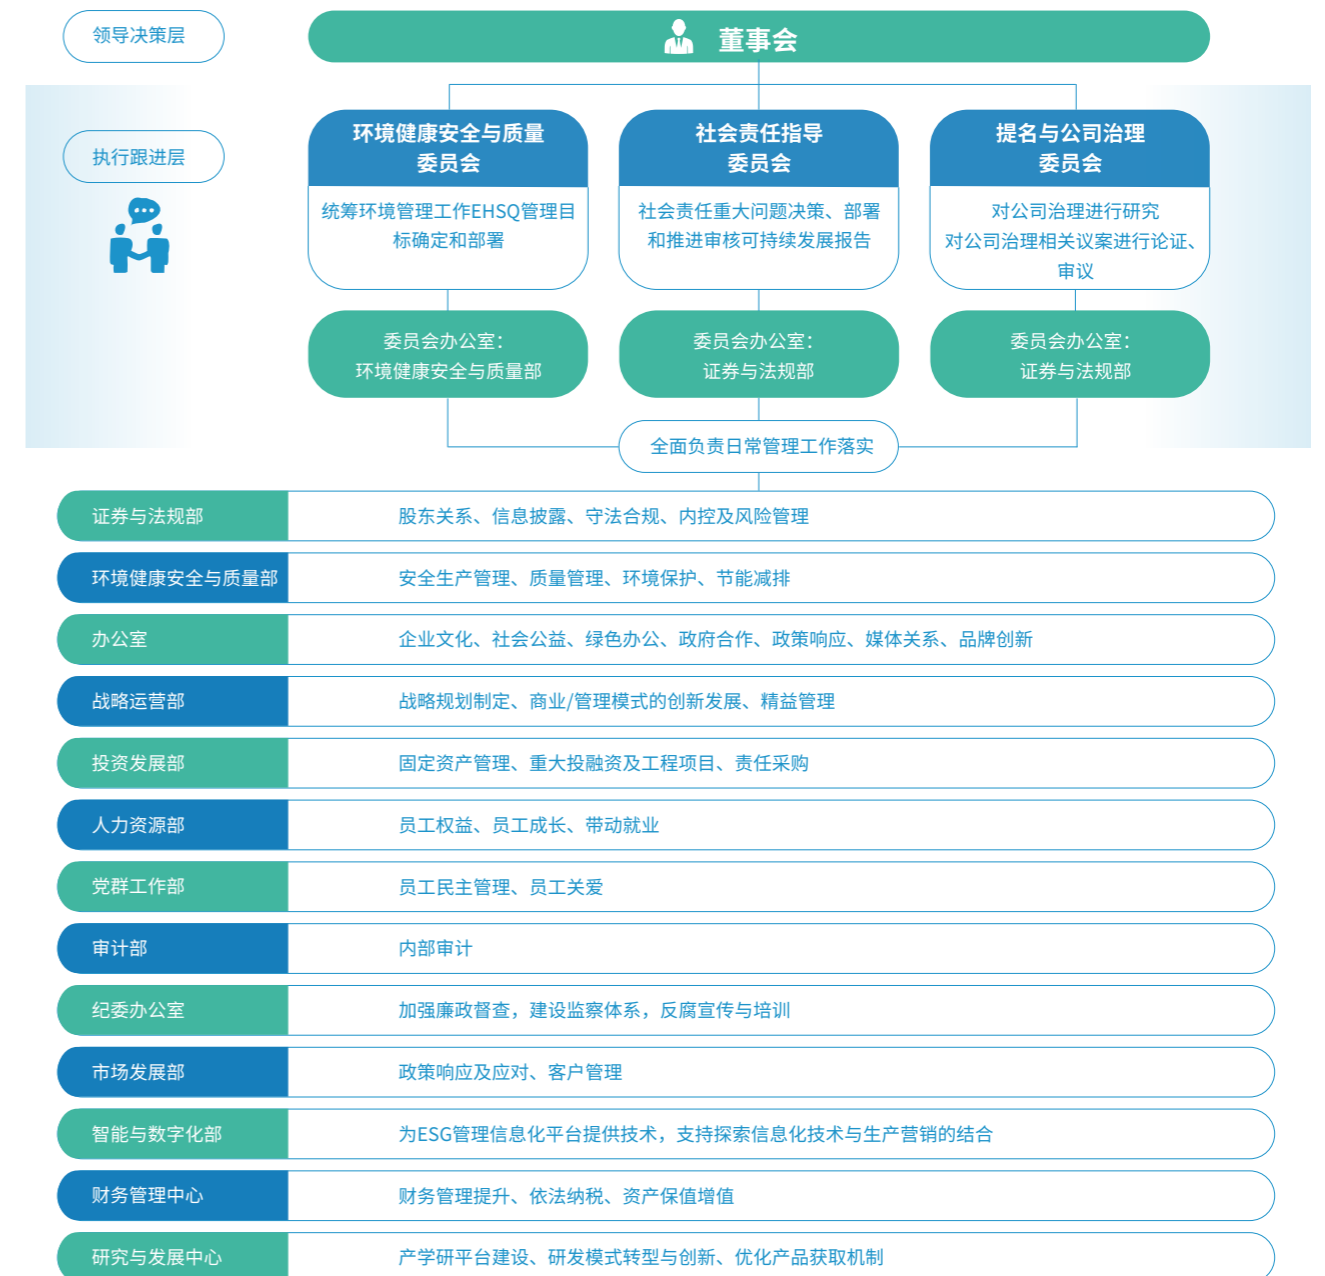 领导决策层
董事会
执行跟进层
环境健康安全与质量
委员会
统筹环境管理工作EHSQ管理目
标确定和部署
社会责任指导
委员会
社会责任重大问题决策、部署
和推进审核可持续发展报告
提名与公司治理
委员会
对公司治理进行研究
对公司治理相关议案进行论证、
审议
委员会办公室：
环境健康安全与质量部
委员会办公室：
证券与法规部
委员会办公室：
证券与法规部
全面负责日常管理工作落实
证券与法规部
股东关系、信息披露、守法合规、内控及风险管理
环境健康安全与质量部
安全生产管理、质量管理、环境保护、节能减排
办公室
企业文化、社会公益、绿色办公、政府合作、政策响应、媒体关系、品牌创新
战略运营部
战略规划制定、商业/管理模式的创新发展、精益管理
投资发展部
固定资产管理、重大投融资及工程项目、责任采购
人力资源部
员工权益、员工成长、带动就业
党群工作部
员工民主管理、员工关爱
审计部
内部审计
纪委办公室
加强廉政督查，建设监察体系，反腐宣传与培训
市场发展部
政策响应及应对、客户管理
智能与数字化部
为ESG管理信息化平台提供技术，支持探索信息化技术与生产营销的结合
财务管理中心
财务管理提升、依法纳税、资产保值增值
研究与发展中心
产学研平台建设、研发模式转型与创新、优化产品获取机制